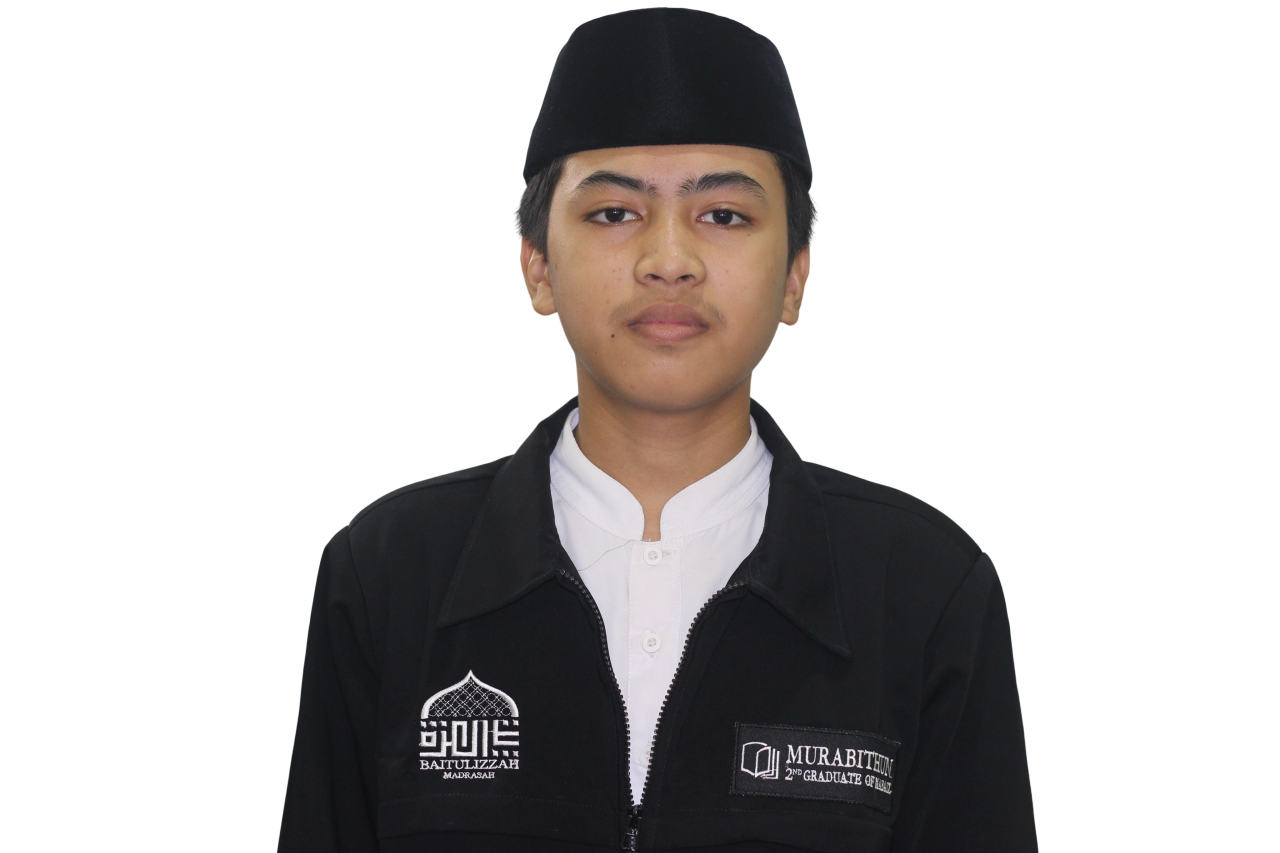 BAITULIZZAH
MADRASAH
MURABITHUN
2ND GRADUATE OF